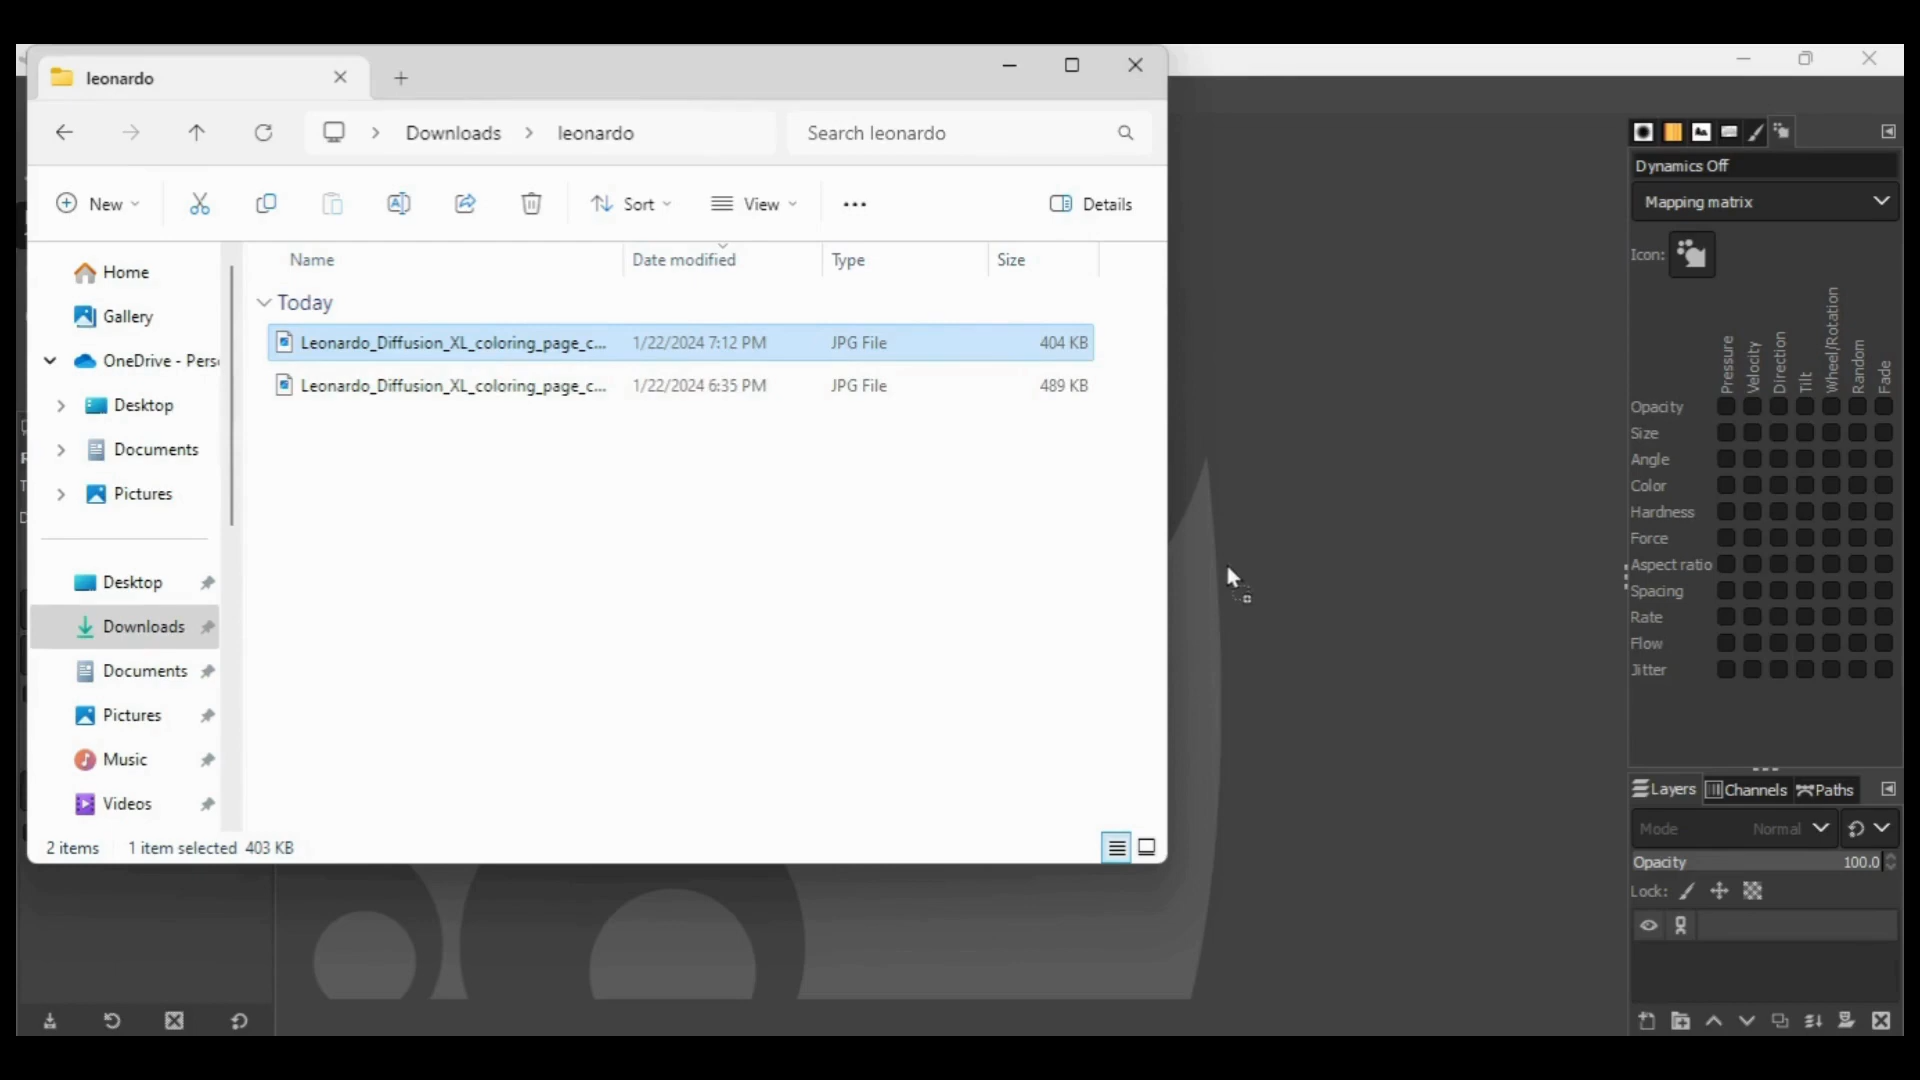 leonardo
Downloads > leonardo
Search leonardo
New
Sort
View
Details
Home
Gallery
OneDrive - Pers
Desktop
Documents
Pictures
Desktop
Downloads
Documents
Pictures
Music
Videos
Name Date modified Type Size
Today
Leonardo_Diffusion_XL_coloring_page_c... 1/22/2024 7:12 PM JPG File 404 KB
Leonardo_Diffusion_XL_coloring_page_c... 1/22/2024 6:35 PM JPG File 489 KB
2 items 1 item selected 403 KB
Dynamics Off
Mapping matrix
Icon:
Pressure
Velocity
Direction
Tilt
Wheel/Rotation
Random
Fade
Opacity
Size
Angle
Color
Hardness
Force
Aspect ratio
Spacing
Rate
Flow
Jitter
Layers Channels Paths
Mode Normal
Opacity 100.0
Lock: